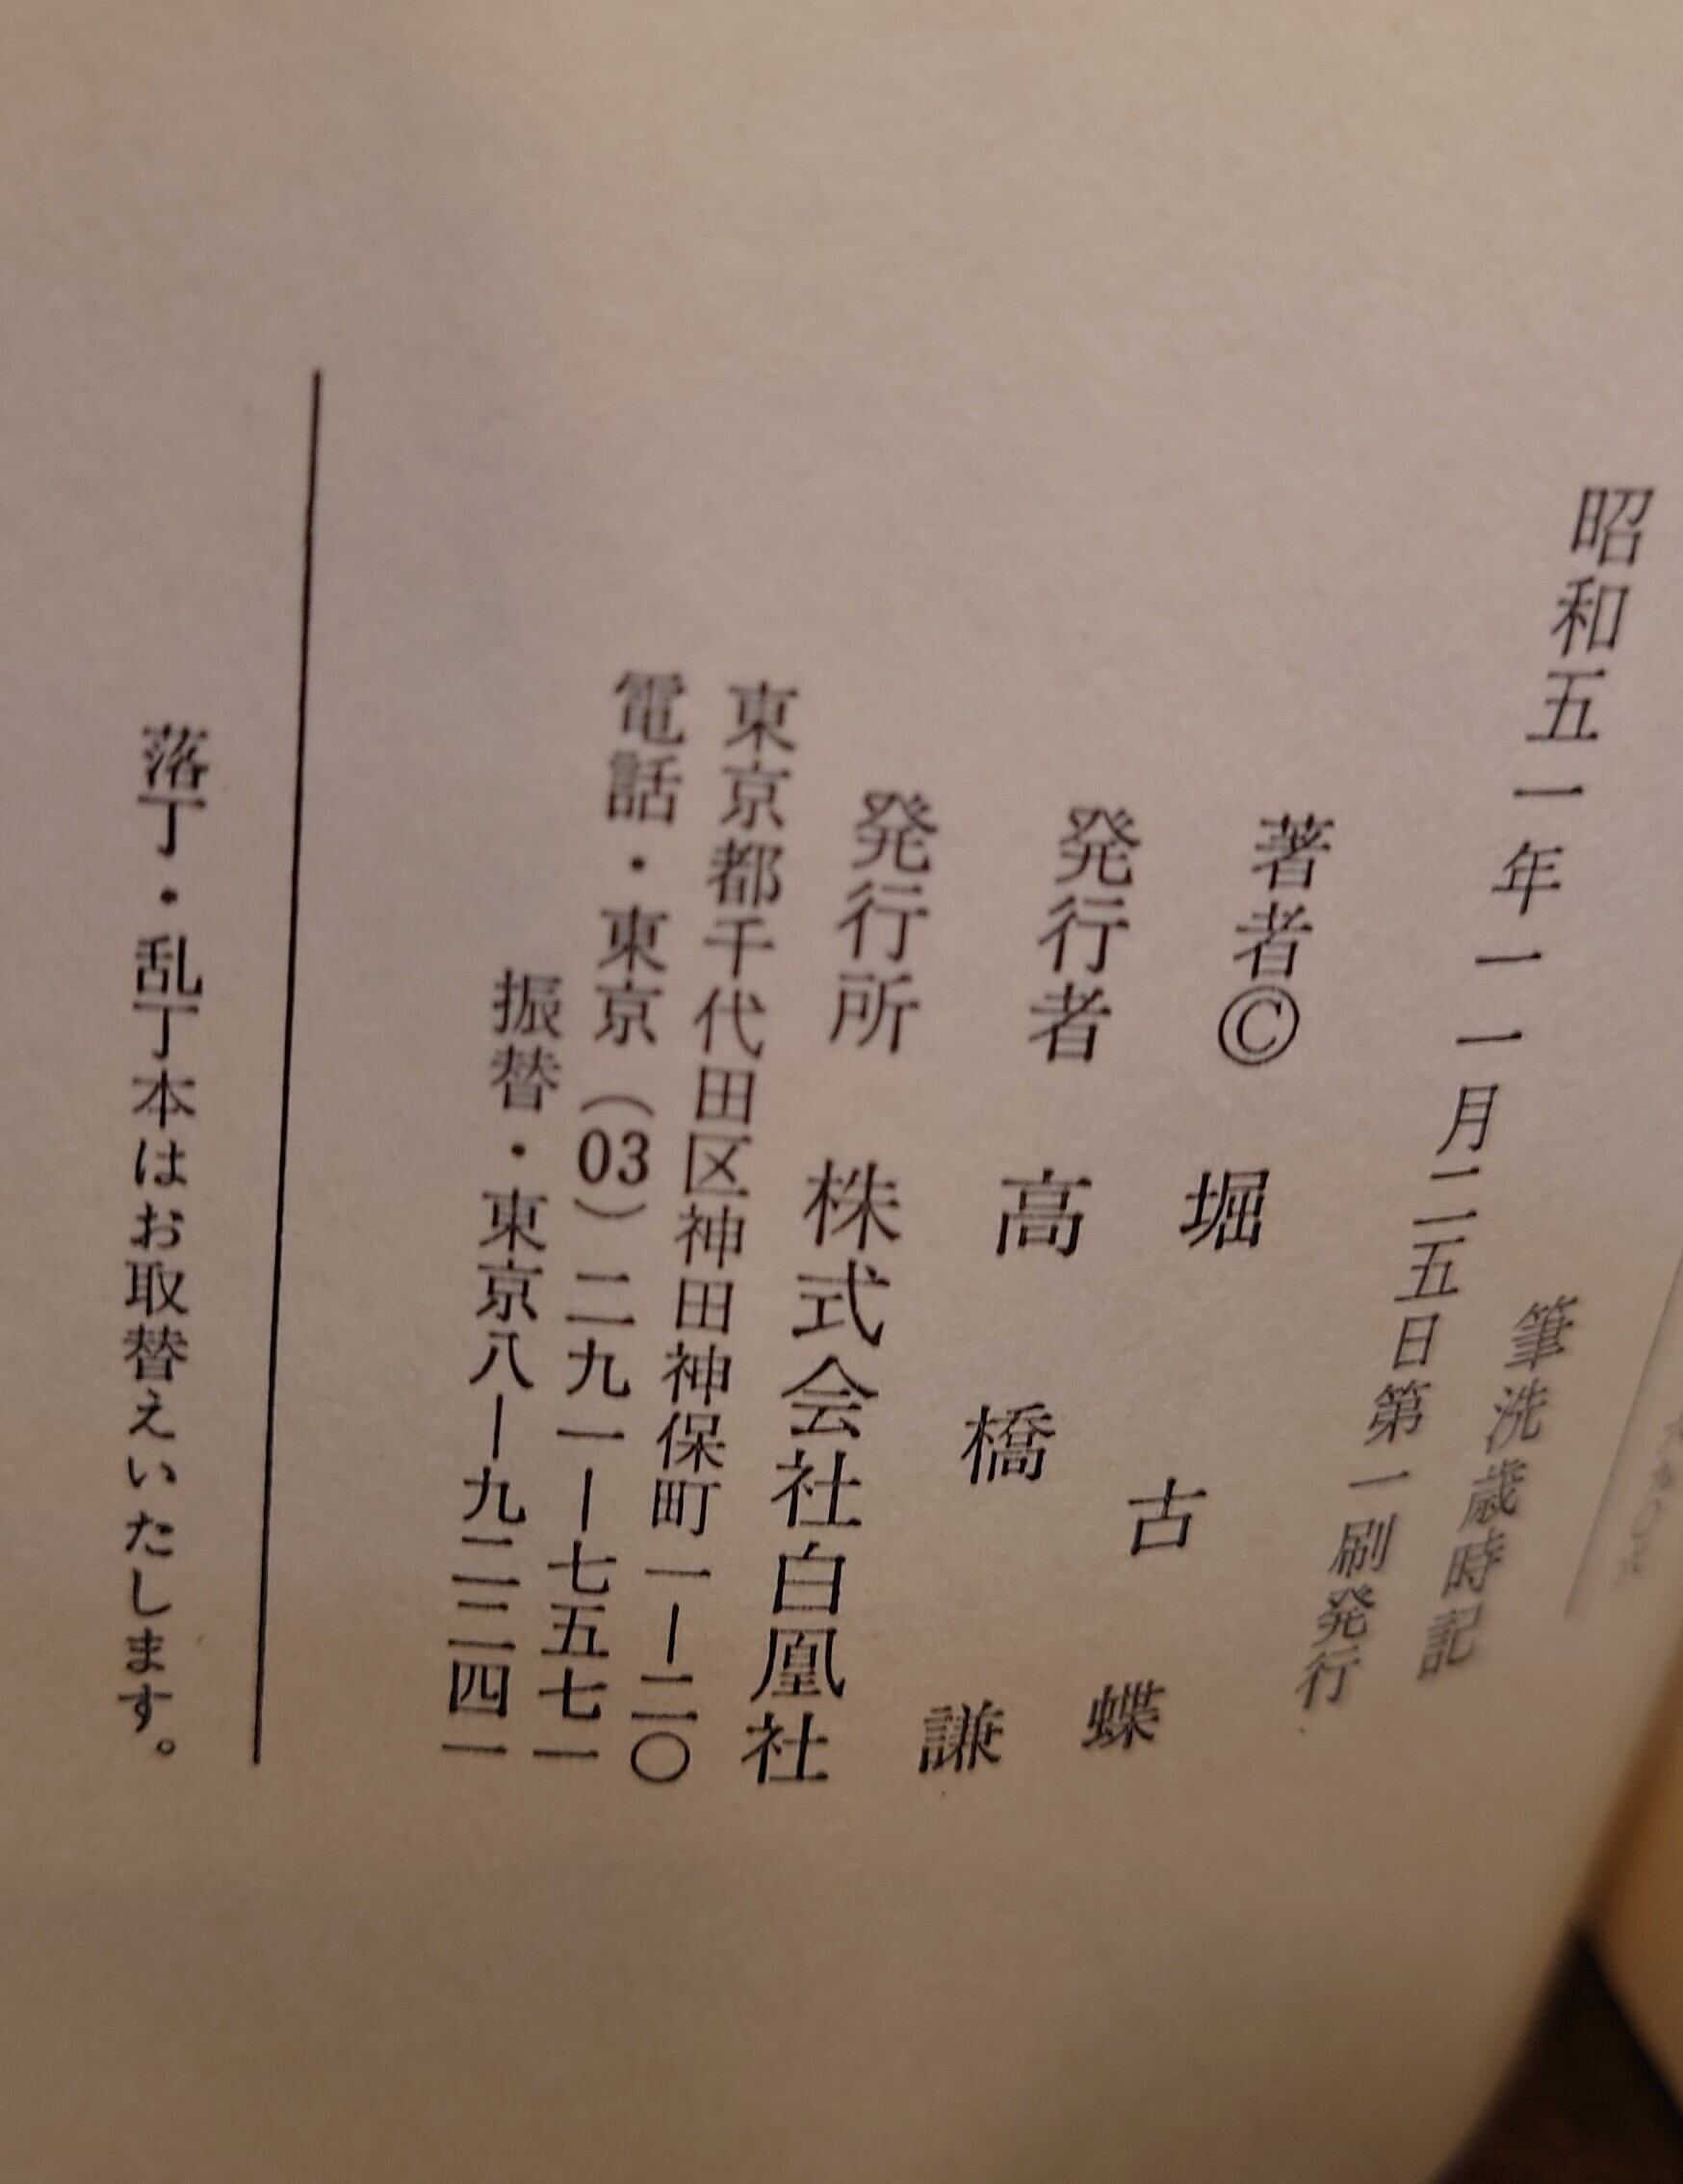 筆洗歳時記
昭和五一年一一月二五日第一刷発行
著者© 堀古蝶
発行者 高橋謙
発行所 株式会社白凰社
東京都千代田区神田神保町一―二〇
電話・東京（03）二九一―七五七一
振替・東京八―九二二四一
落丁・乱丁本はお取替えいたします。